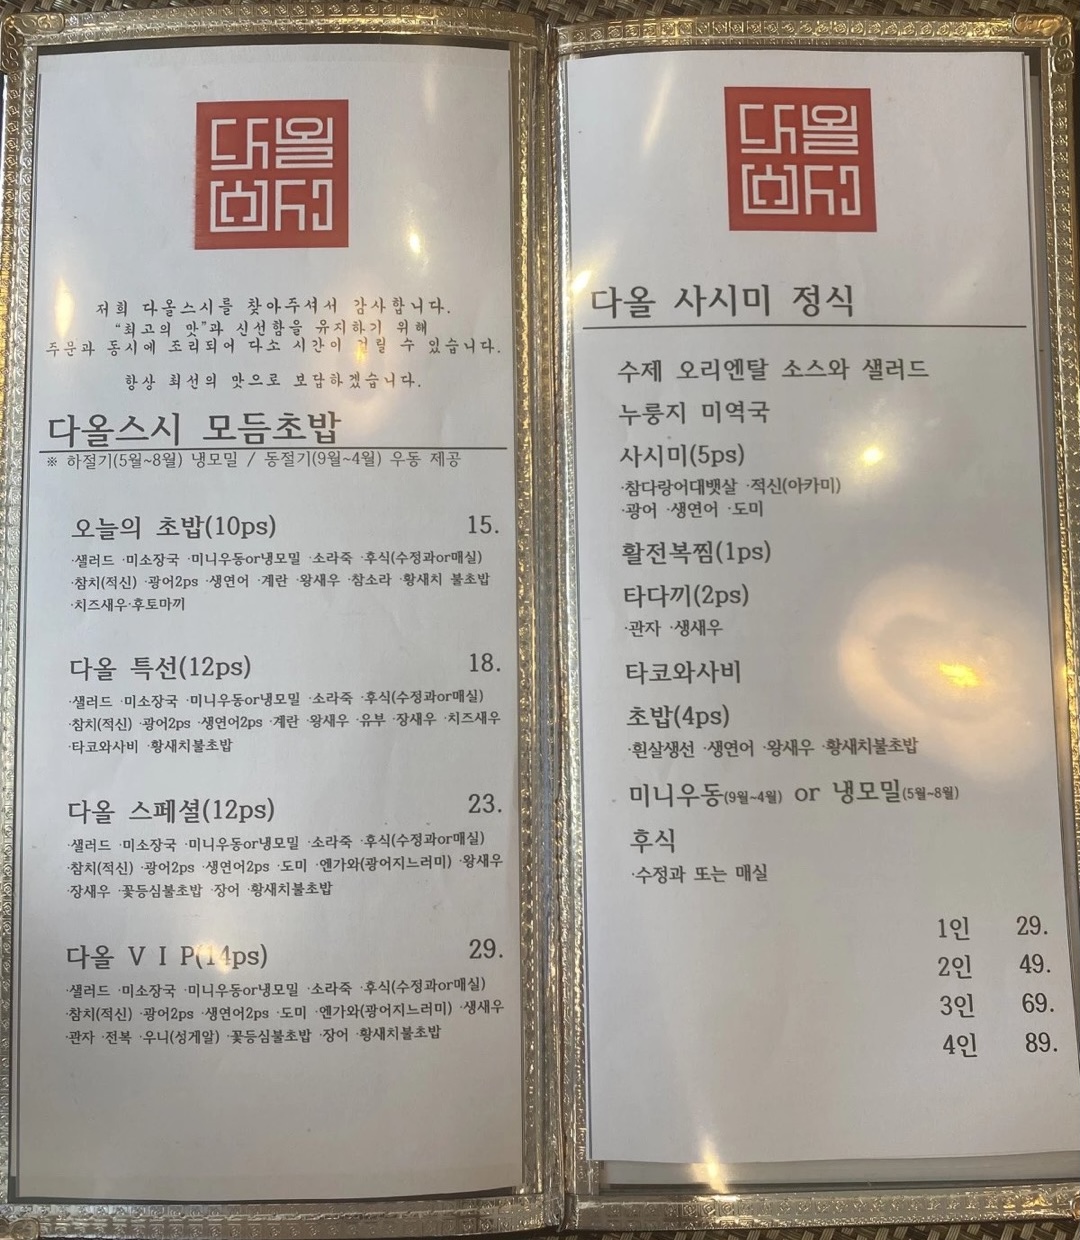 다올
스시
저희 다올스시를 찾아주셔서 감사합니다.
“최고의 맛”과 신선함을 유지하기 위해
주문과 동시에 조리되어 다소 시간이 걸릴 수 있습니다.
항상 최선의 맛으로 보답하겠습니다.
다올스시 모듬초밥
※ 하절기(5월~8월) 냉모밀 / 동절기(9월~4월) 우동 제공
오늘의 초밥(10ps) 15.
·샐러드 ·미소장국 ·미니우동or냉모밀 ·소라죽 ·후식(수정과or매실)
·참치(적신) ·광어2ps ·생연어 ·계란 ·왕새우 ·참소라 ·황새치 불초밥
·치즈새우·후토마끼
다올 특선(12ps) 18.
·샐러드 ·미소장국 ·미니우동or냉모밀 ·소라죽 ·후식(수정과or매실)
·참치(적신) ·광어2ps ·생연어2ps ·계란 ·왕새우 ·유부 ·장새우 ·치즈새우
·타코와사비 ·황새치불초밥
다올 스페셜(12ps) 23.
·샐러드 ·미소장국 ·미니우동or냉모밀 ·소라죽 ·후식(수정과or매실)
·참치(적신) ·광어2ps ·생연어2ps ·도미 ·엔가와(광어지느러미) ·왕새우
·장새우 ·꽃등심불초밥 ·장어 ·황새치불초밥
다올 V I P(14ps) 29.
·샐러드 ·미소장국 ·미니우동or냉모밀 ·소라죽 ·후식(수정과or매실)
·참치(적신) ·광어2ps ·생연어2ps ·도미 ·엔가와(광어지느러미) ·생새우
·관자 ·전복 ·우니(성게알) ·꽃등심불초밥 ·장어 ·황새치불초밥
다올
스시
다올 사시미 정식
수제 오리엔탈 소스와 샐러드
누룽지 미역국
사시미(5ps)
·참다랑어대뱃살 ·적신(아카미)
·광어 ·생연어 ·도미
활전복찜(1ps)
타다끼(2ps)
·관자 ·생새우
타코와사비
초밥(4ps)
·흰살생선 ·생연어 ·왕새우 ·황새치불초밥
미니우동(9월~4월) or 냉모밀(5월~8월)
후식
·수정과 또는 매실
1인 29.
2인 49.
3인 69.
4인 89.